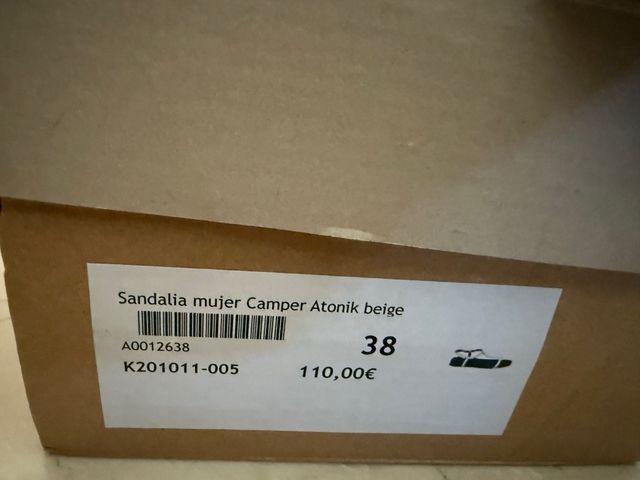 Sandalia mujer Camper Atonik beige
A0012638
38
K201011-005
110,00€